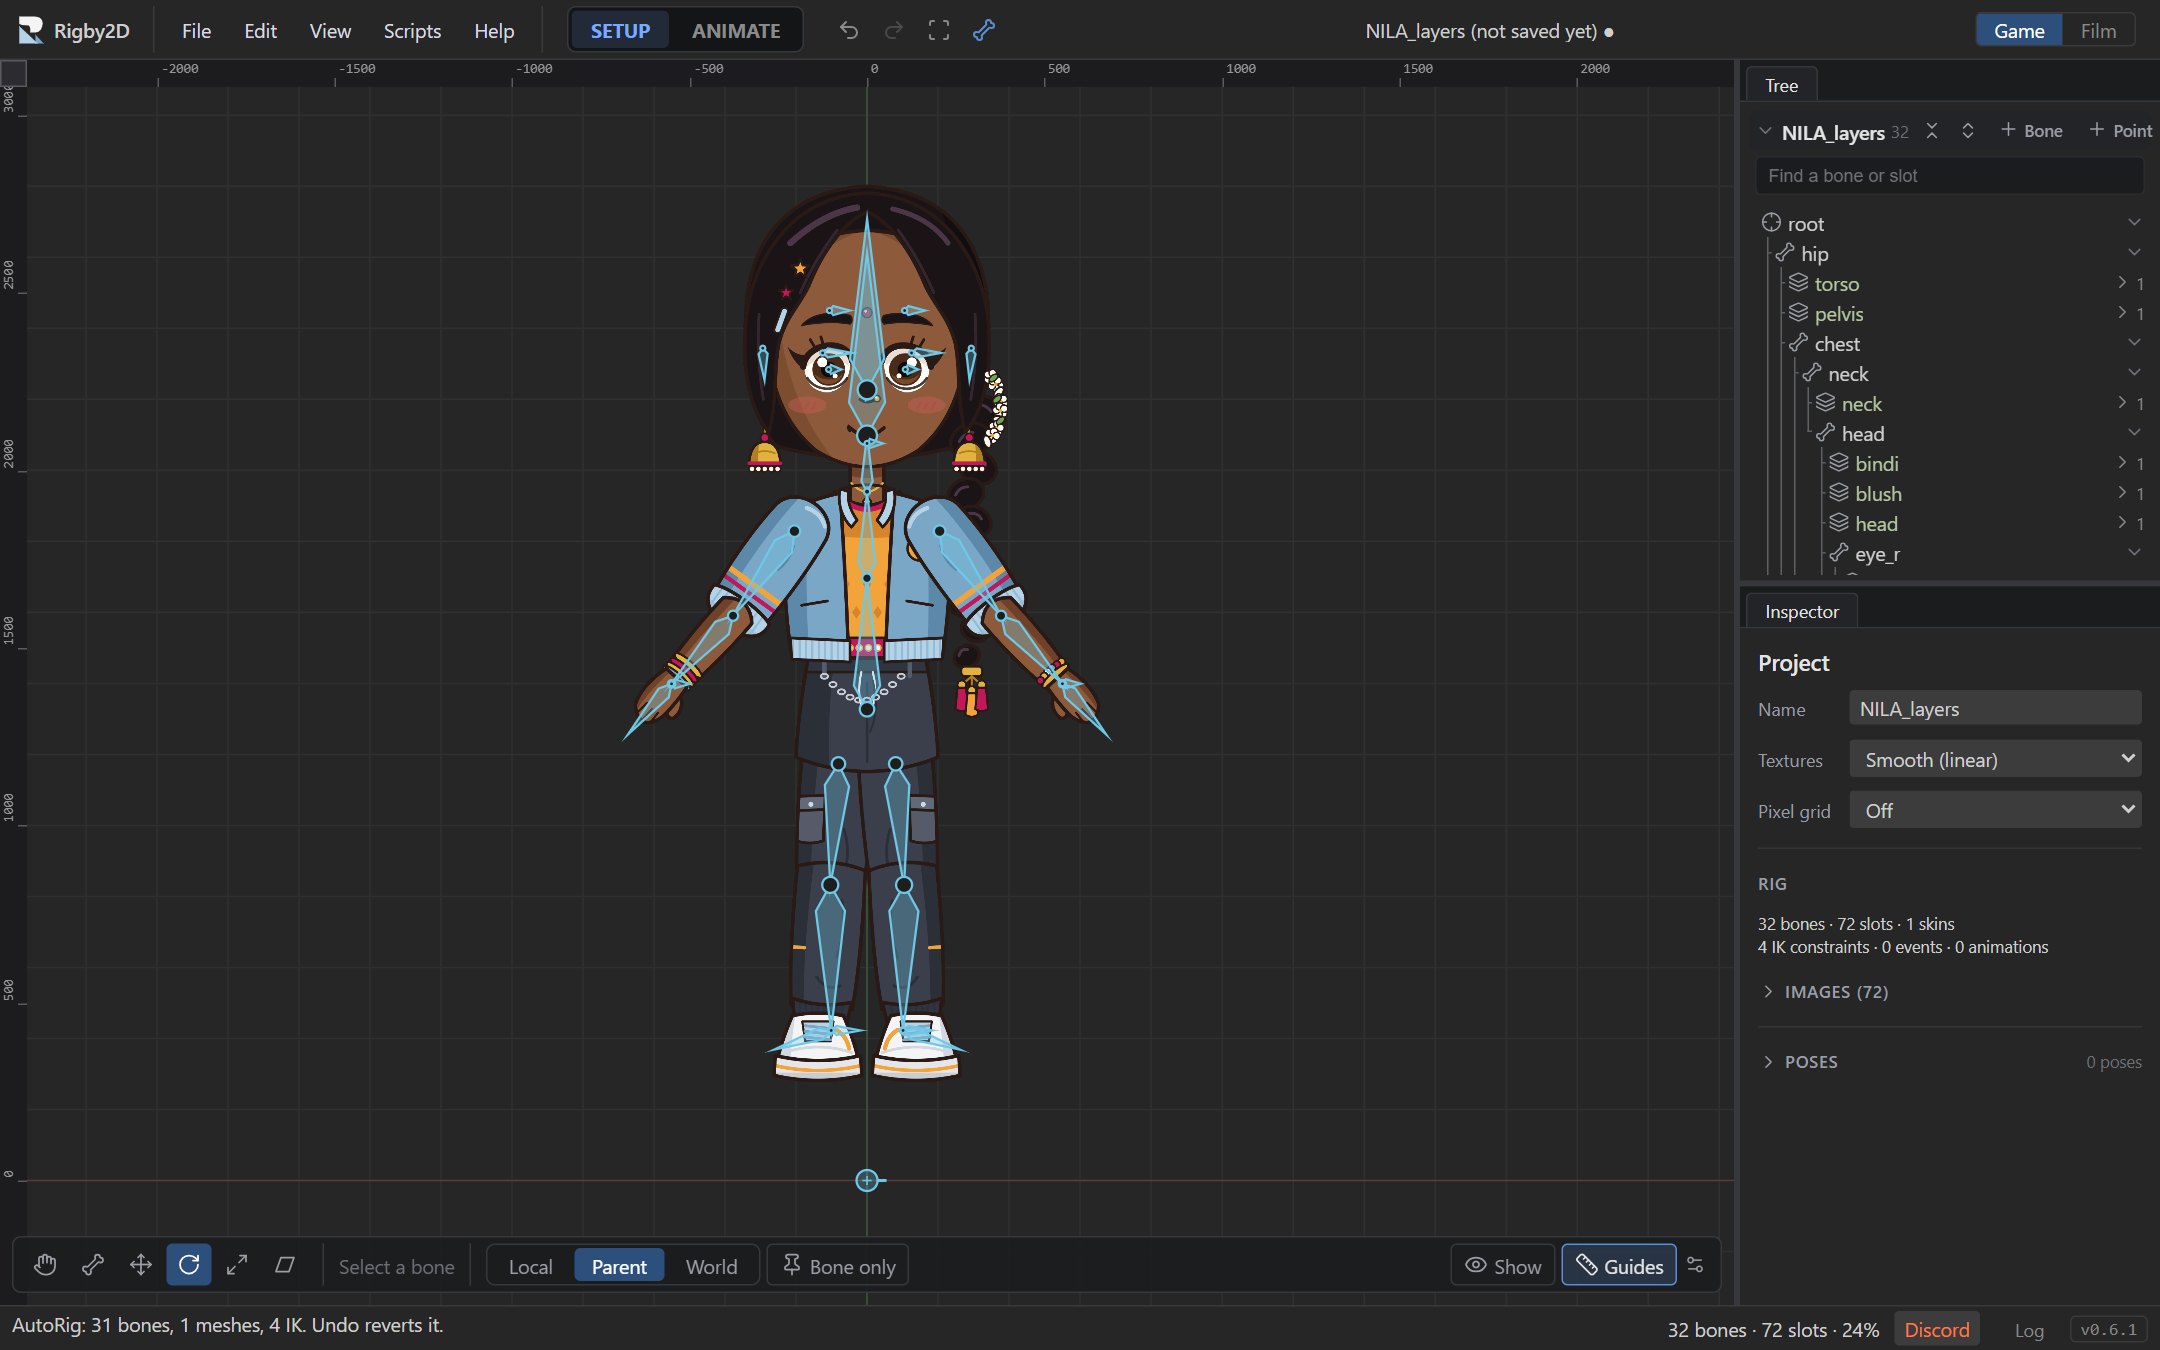 Rigby2D File Edit View Scripts Help SETUP ANIMATE NILA_layers (not saved yet) ● Game Film
-2000 -1500 -1000 -500 0 500 1000 1500 2000
3000
2500
2000
1500
1000
500
0
Tree
NILA_layers 32 + Bone + Point
Find a bone or slot
root
hip
torso 1
pelvis 1
chest
neck
neck 1
head
bindi 1
blush 1
head 1
eye_r
Inspector
Project
Name NILA_layers
Textures Smooth (linear)
Pixel grid Off
RIG
32 bones · 72 slots · 1 skins
4 IK constraints · 0 events · 0 animations
IMAGES (72)
POSES 0 poses
Select a bone Local Parent World Bone only Show Guides
AutoRig: 31 bones, 1 meshes, 4 IK. Undo reverts it. 32 bones · 72 slots · 24% Discord Log v0.6.1